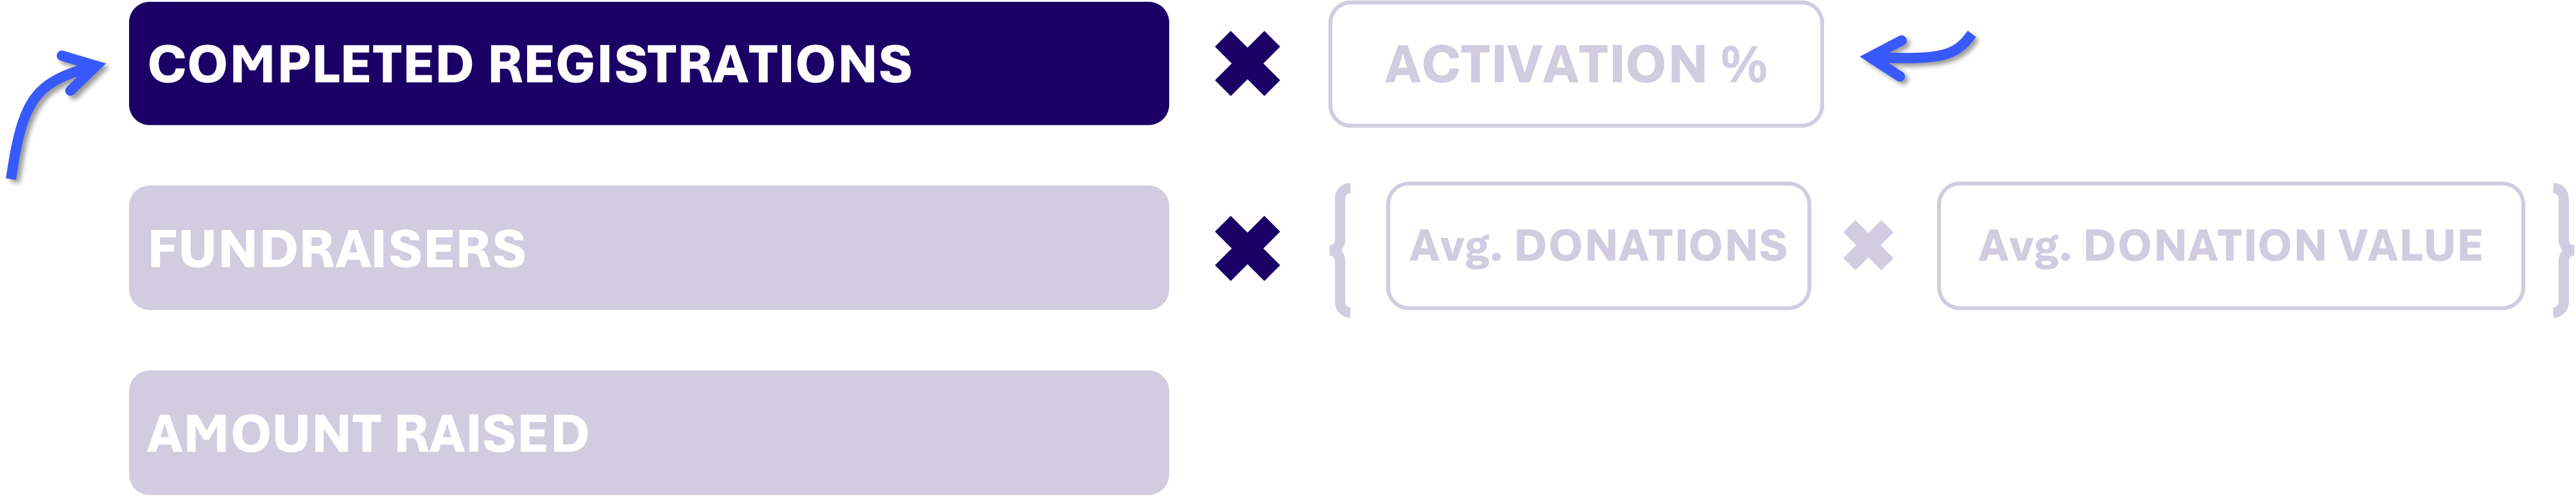 COMPLETED REGISTRATIONS ✖ ACTIVATION %
FUNDRAISERS ✖ { Avg. DONATIONS ✖ Avg. DONATION VALUE }
AMOUNT RAISED